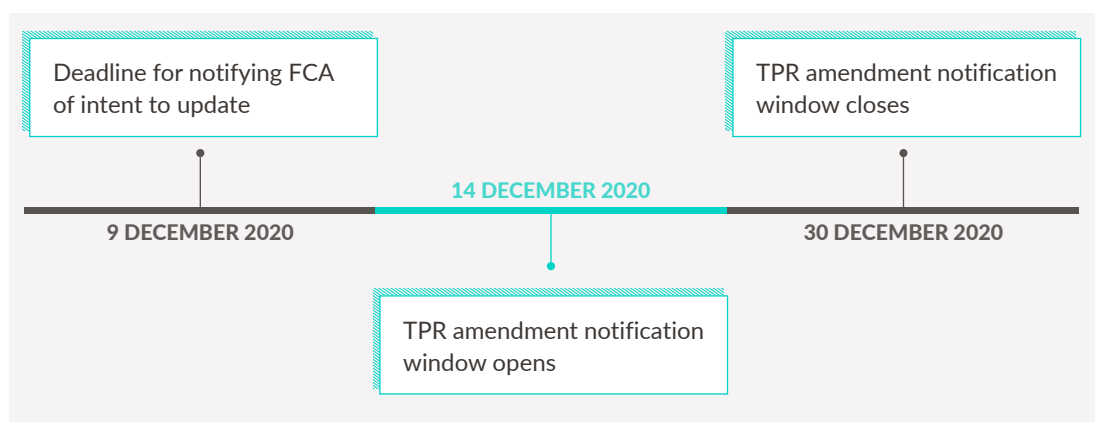 Deadline for notifying FCA
of intent to update
9 DECEMBER 2020
14 DECEMBER 2020
TPR amendment notification
window opens
TPR amendment notification
window closes
30 DECEMBER 2020